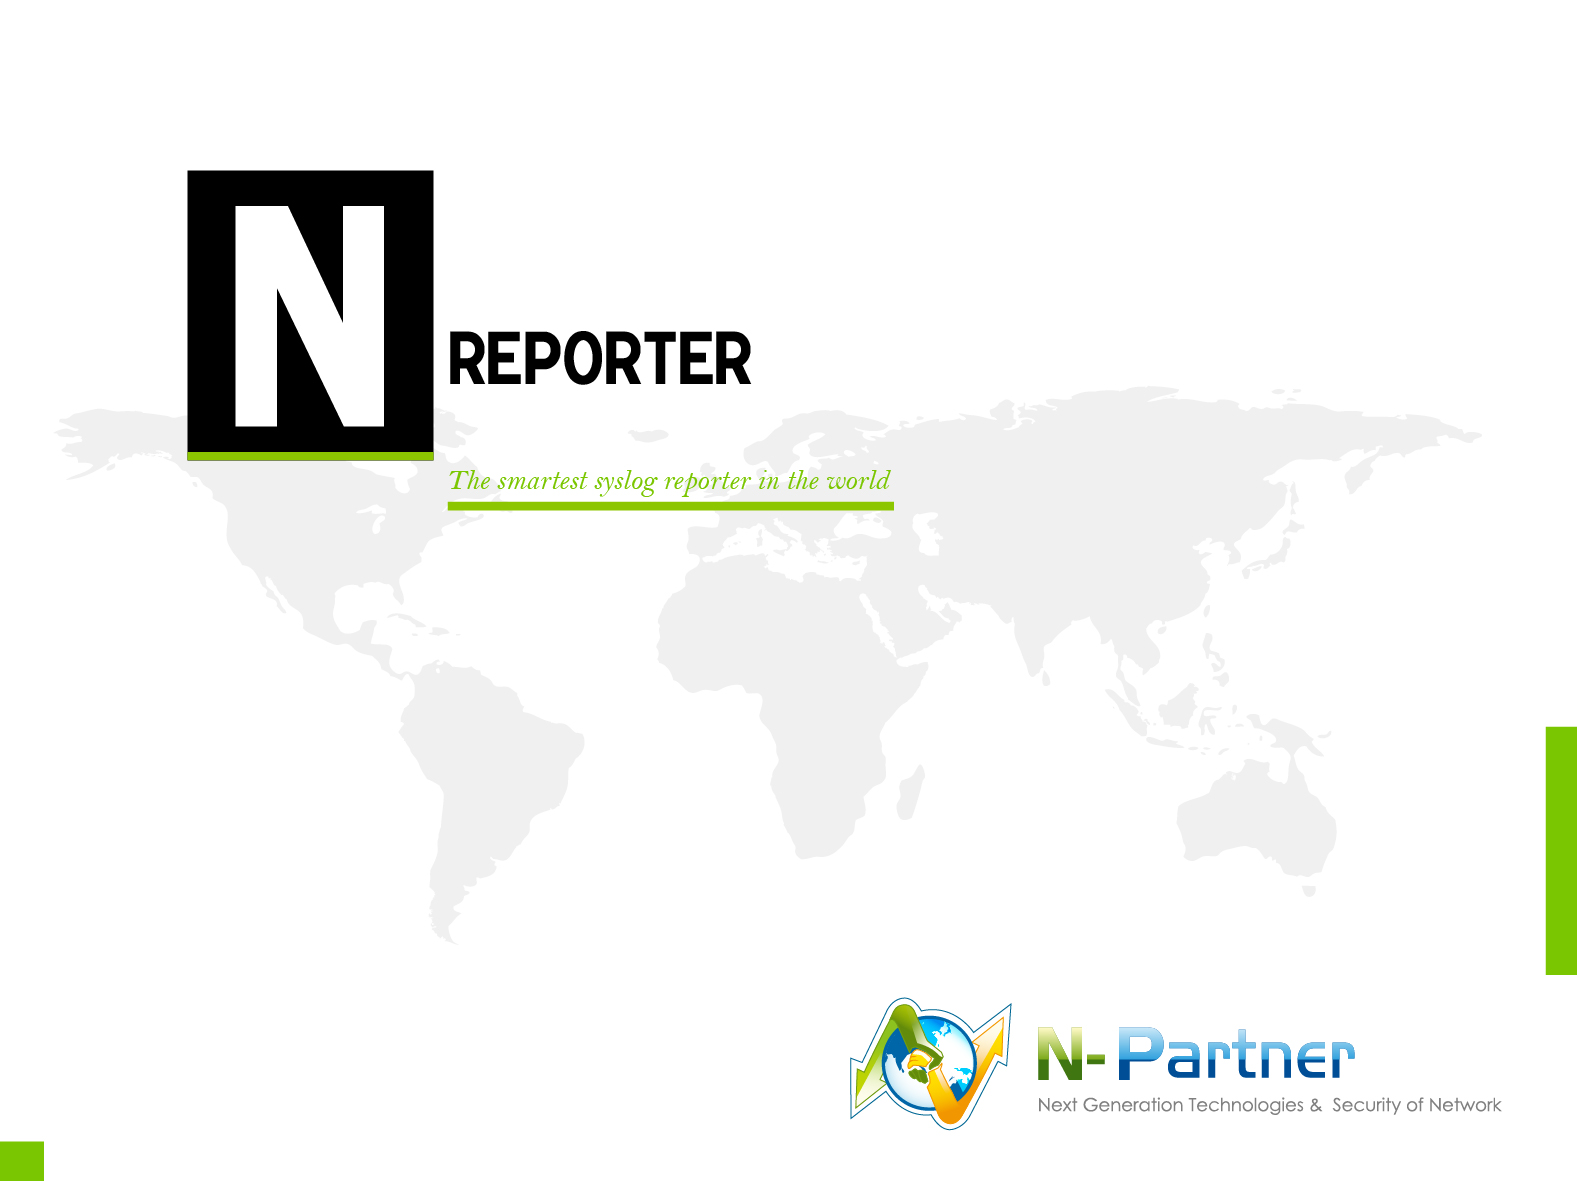 N REPORTER
The smartest syslog reporter in the world
N-Partner
Next Generation Technologies & Security of Network